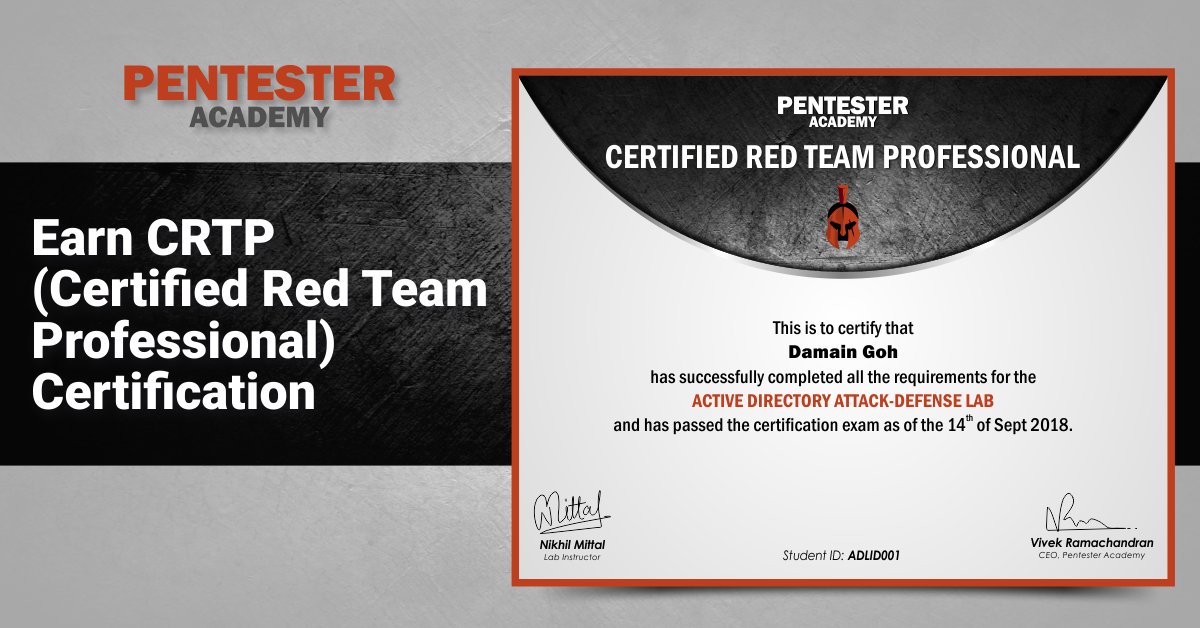 PENTESTER
ACADEMY
Earn CRTP
(Certified Red Team
Professional)
Certification
PENTESTER
ACADEMY
CERTIFIED RED TEAM PROFESSIONAL
This is to certify that
Damain Goh
has successfully completed all the requirements for the
ACTIVE DIRECTORY ATTACK-DEFENSE LAB
and has passed the certification exam as of the 14th of Sept 2018.
Mittal
Nikhil Mittal
Lab Instructor
Student ID: ADLID001
Vivek Ramachandran
CEO, Pentester Academy